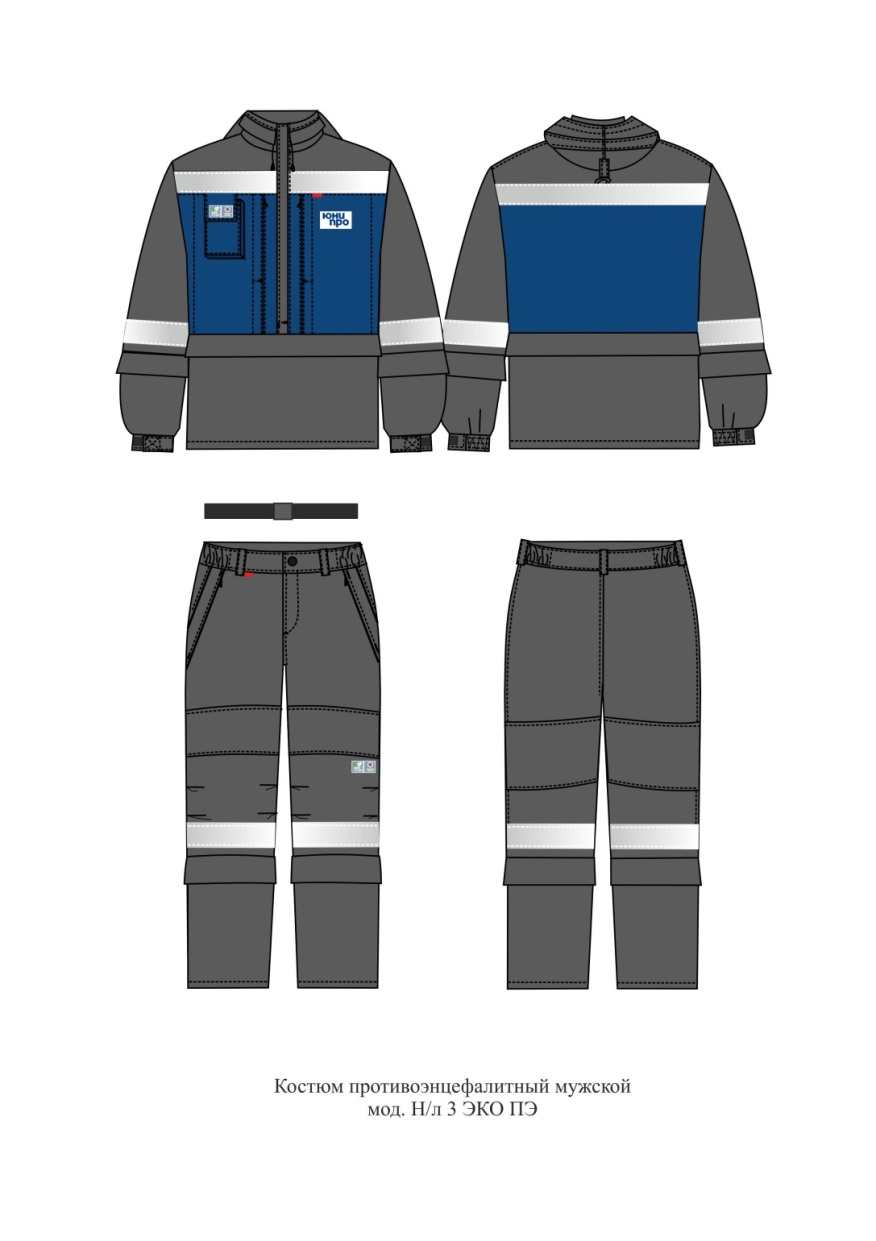 юни
про
Костюм противоэнцефалитный мужской
мод. Н/л 3 ЭКО ПЭ